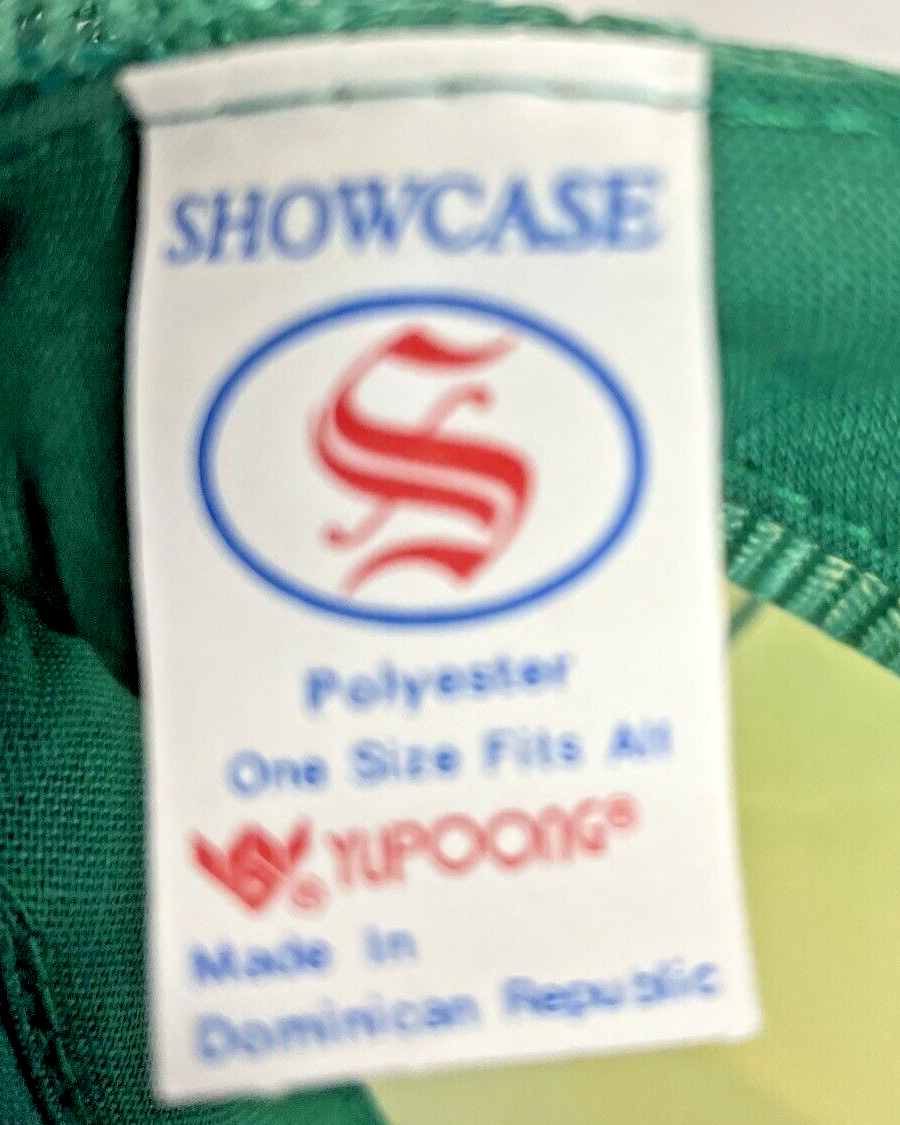 SHOWCASE
S
Polyester
One Size Fits All
® YUPOONG®
Made in
Dominican Republic